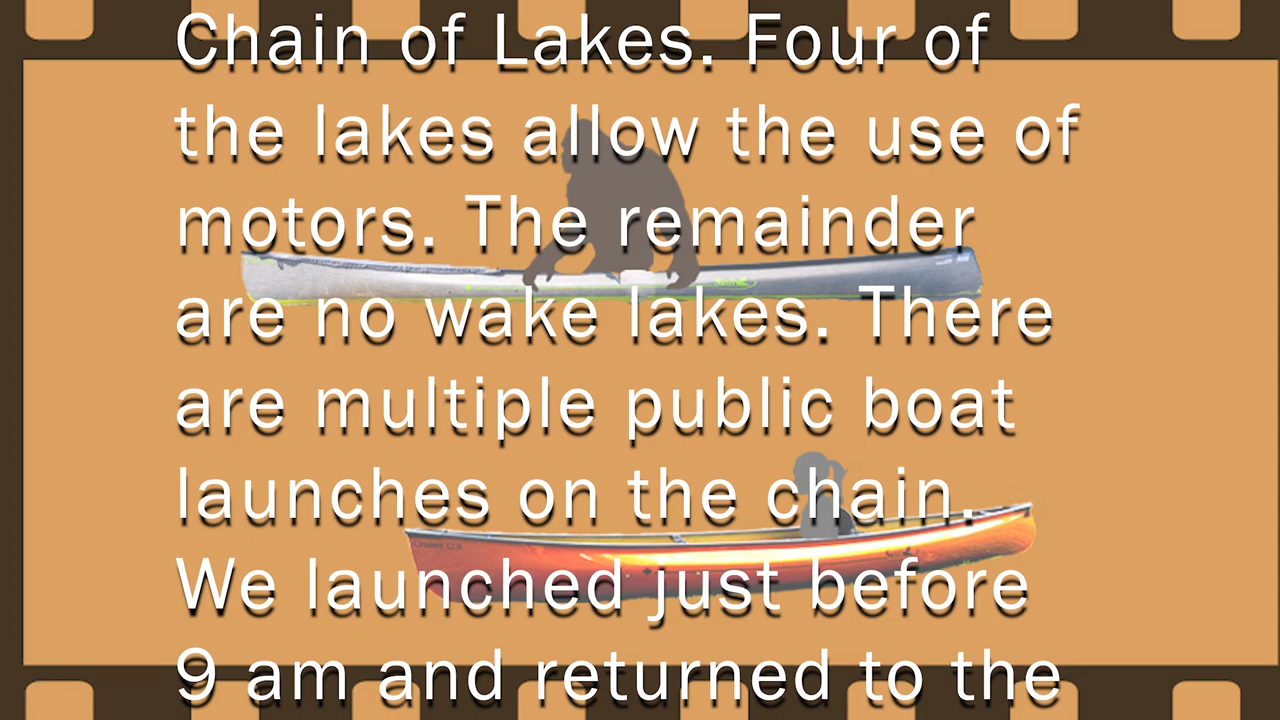 Chain of Lakes. Four of
the lakes allow the use of
motors. The remainder
are no wake lakes. There
are multiple public boat
launches on the chain.
We launched just before
9 am and returned to the